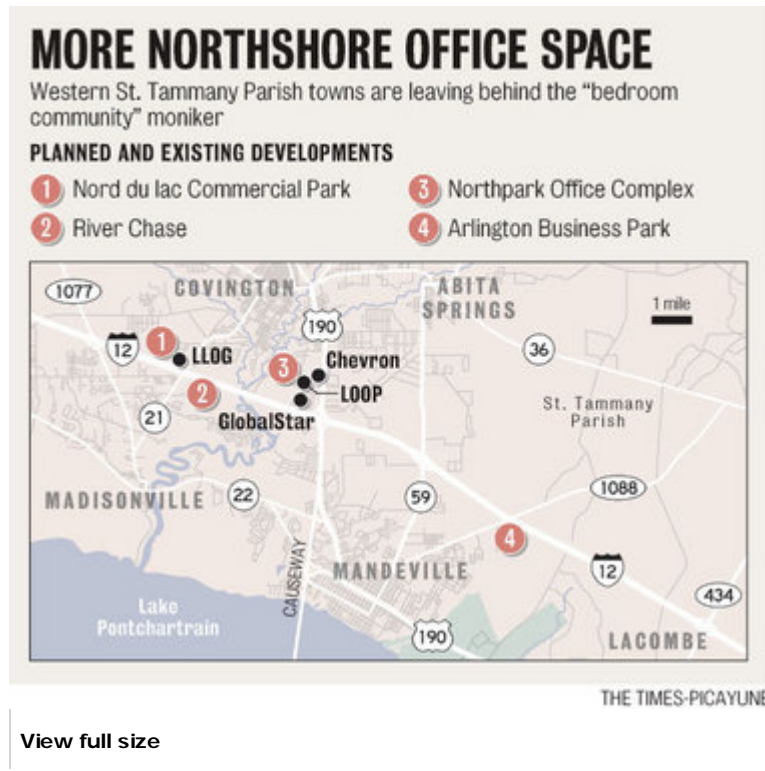 MORE NORTHSHORE OFFICE SPACE
Western St. Tammany Parish towns are leaving behind the “bedroom
community” moniker
PLANNED AND EXISTING DEVELOPMENTS
1 Nord du lac Commercial Park
3 Northpark Office Complex
2 River Chase
4 Arlington Business Park
1077
COVINGTON
ABITA
SPRINGS
1 mile
190
12
1
LLOG
3
Chevron
36
2
LOOP
St. Tammany
Parish
21
GlobalStar
MADISONVILLE
22
59
1088
4
CAUSEWAY
MANDEVILLE
12
434
Lake
Pontchartrain
190
LACOMBE
THE TIMES-PICAYUNE
View full size